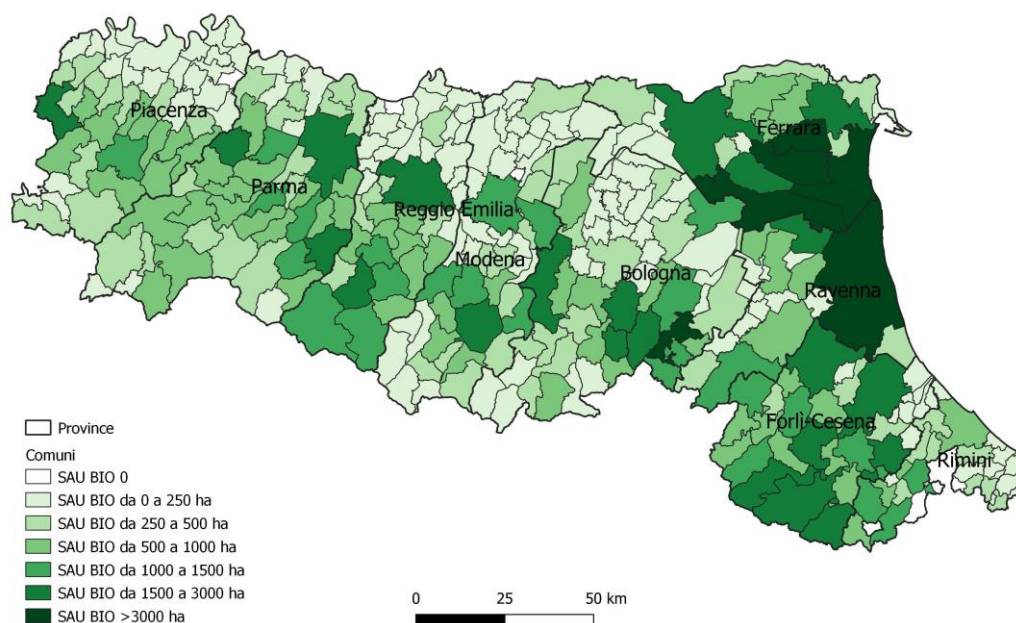 Piacenza
Ferrara
Parma
Reggio Emilia
Modena
Bologna
Ravenna
Forlì-Cesena
Rimini
Province
Comuni
SAU BIO 0
SAU BIO da 0 a 250 ha
SAU BIO da 250 a 500 ha
SAU BIO da 500 a 1000 ha
SAU BIO da 1000 a 1500 ha
SAU BIO da 1500 a 3000 ha
SAU BIO >3000 ha
0 25 50 km